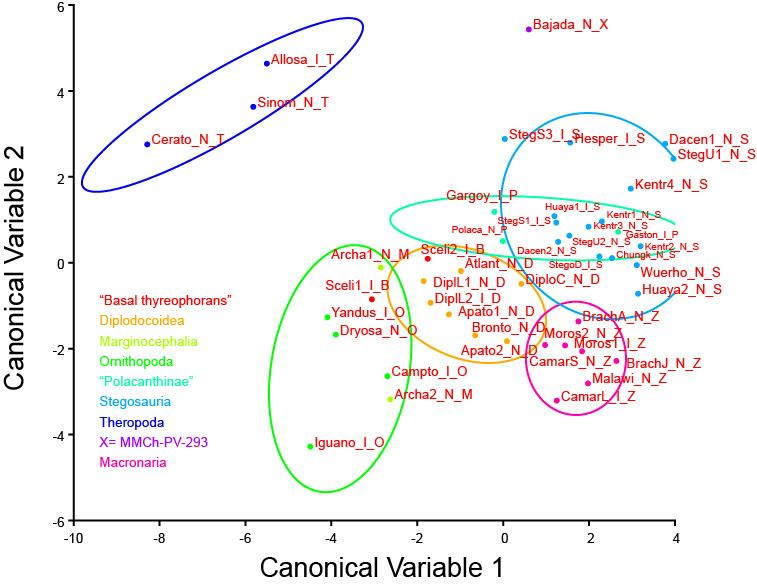 6
Bajada_N_X
Allosa_I_T
4
Sinom_N_T
Cerato_N_T
StegS3_I_S
Hesper_I_S
Dacen1_N_S
StegU1_N_S
2
Kentr4_N_S
Gargoy_I_P
Huaya1_I_S
Kentr1_N_S
StegS1_I_S
Kentr3_N_S
Polaca_N_P
Gaston_I_P
StegU2_N_S
Kentr2_N_S
Dacen2_N_S
Chungk_N_S
StegoD_I_S
Archa1_N_M
Sceli2_I_B
0
Atlant_N_D
Wuerho_N_S
Sceli1_I_B
DiplL1_N_D
DiploC_N_D
Huaya2_N_S
"Basal thyreophorans"
DiplL2_I_D
Yandus_I_O
Apato1_N_D
BrachA_N_Z
Diplodocoidea
Dryosa_N_O
Bronto_N_D
Moros2_N_Z
Marginocephalia
Moros1_I_Z
-2
Apato2_N_D
Ornithopoda
CamarS_N_Z
BrachJ_N_Z
"Polacanthinae"
Campto_I_O
Malawi_N_Z
Stegosauria
Archa2_N_M
CamarL_I_Z
Theropoda
X= MMCh-PV-293
-4
Iguano_I_O
Macronaria
-6
-10
-8
-6
-4
-2
0
2
4
Canonical Variable 1
Canonical Variable 2